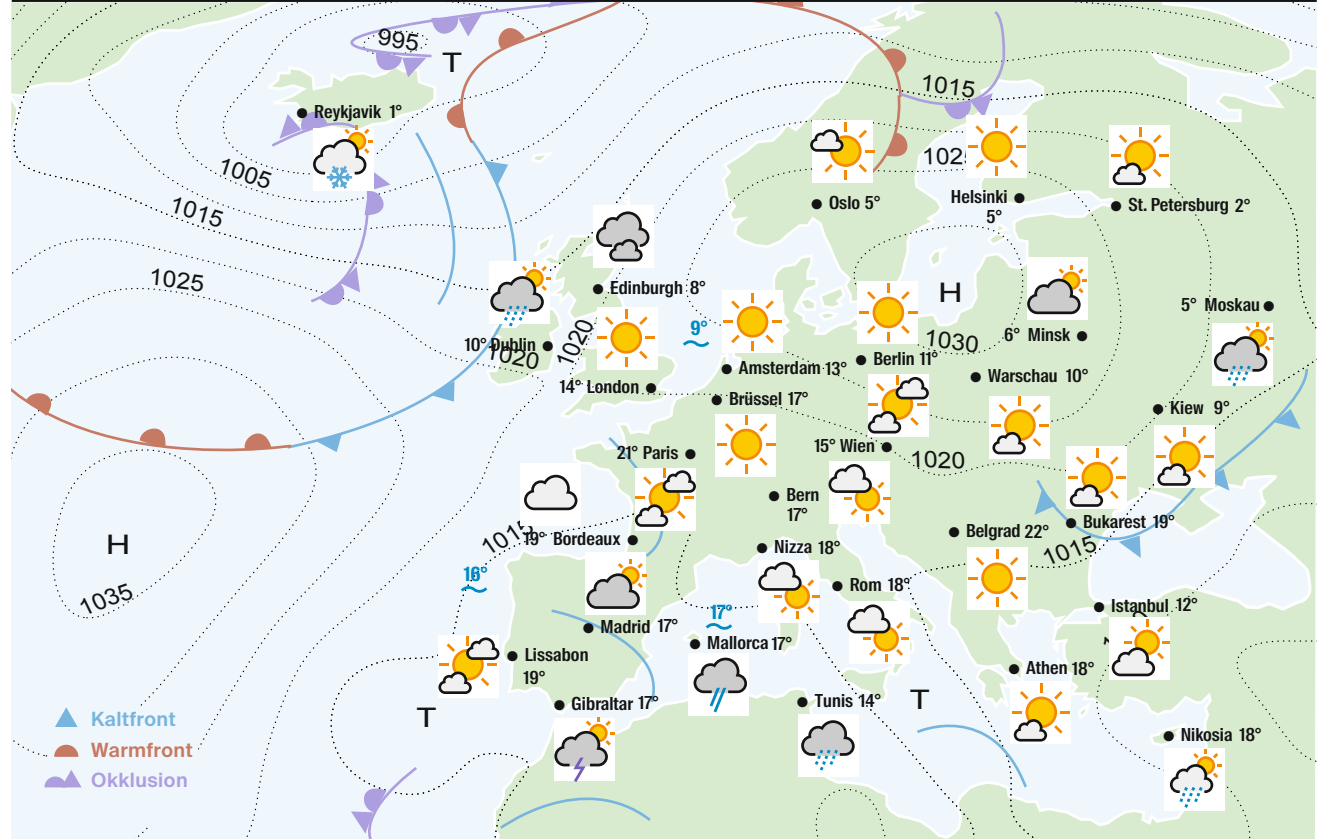 995
T
1015
Reykjavik 1°
1005
1015
Oslo 5°
Helsinki
5°
St. Petersburg 2°
1025
Edinburgh 8°
H
5° Moskau
9°
10° Dublin
1020
1020
1030
6° Minsk
Amsterdam 13°
Berlin 11°
14° London
Warschau 10°
Brüssel 17°
Kiew 9°
21° Paris
15° Wien
1020
Bern
17°
H
1035
1015
19° Bordeaux
Nizza 18°
Belgrad 22°
Bukarest 19°
1015
16°
Rom 18°
Istanbul 12°
17°
Madrid 17°
Mallorca 17°
Lissabon
19°
Athen 18°
T
Gibraltar 17°
Tunis 14°
T
Nikosia 18°
Kaltfront
Warmfront
Okklusion